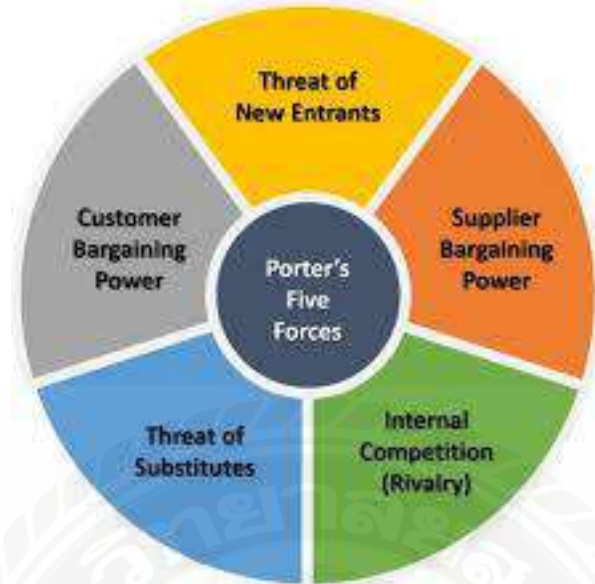 Threat of
New Entrants
Customer
Bargaining
Power
Supplier
Bargaining
Power
Porter's
Five
Forces
Threat of
Substitutes
Internal
Competition
(Rivalry)